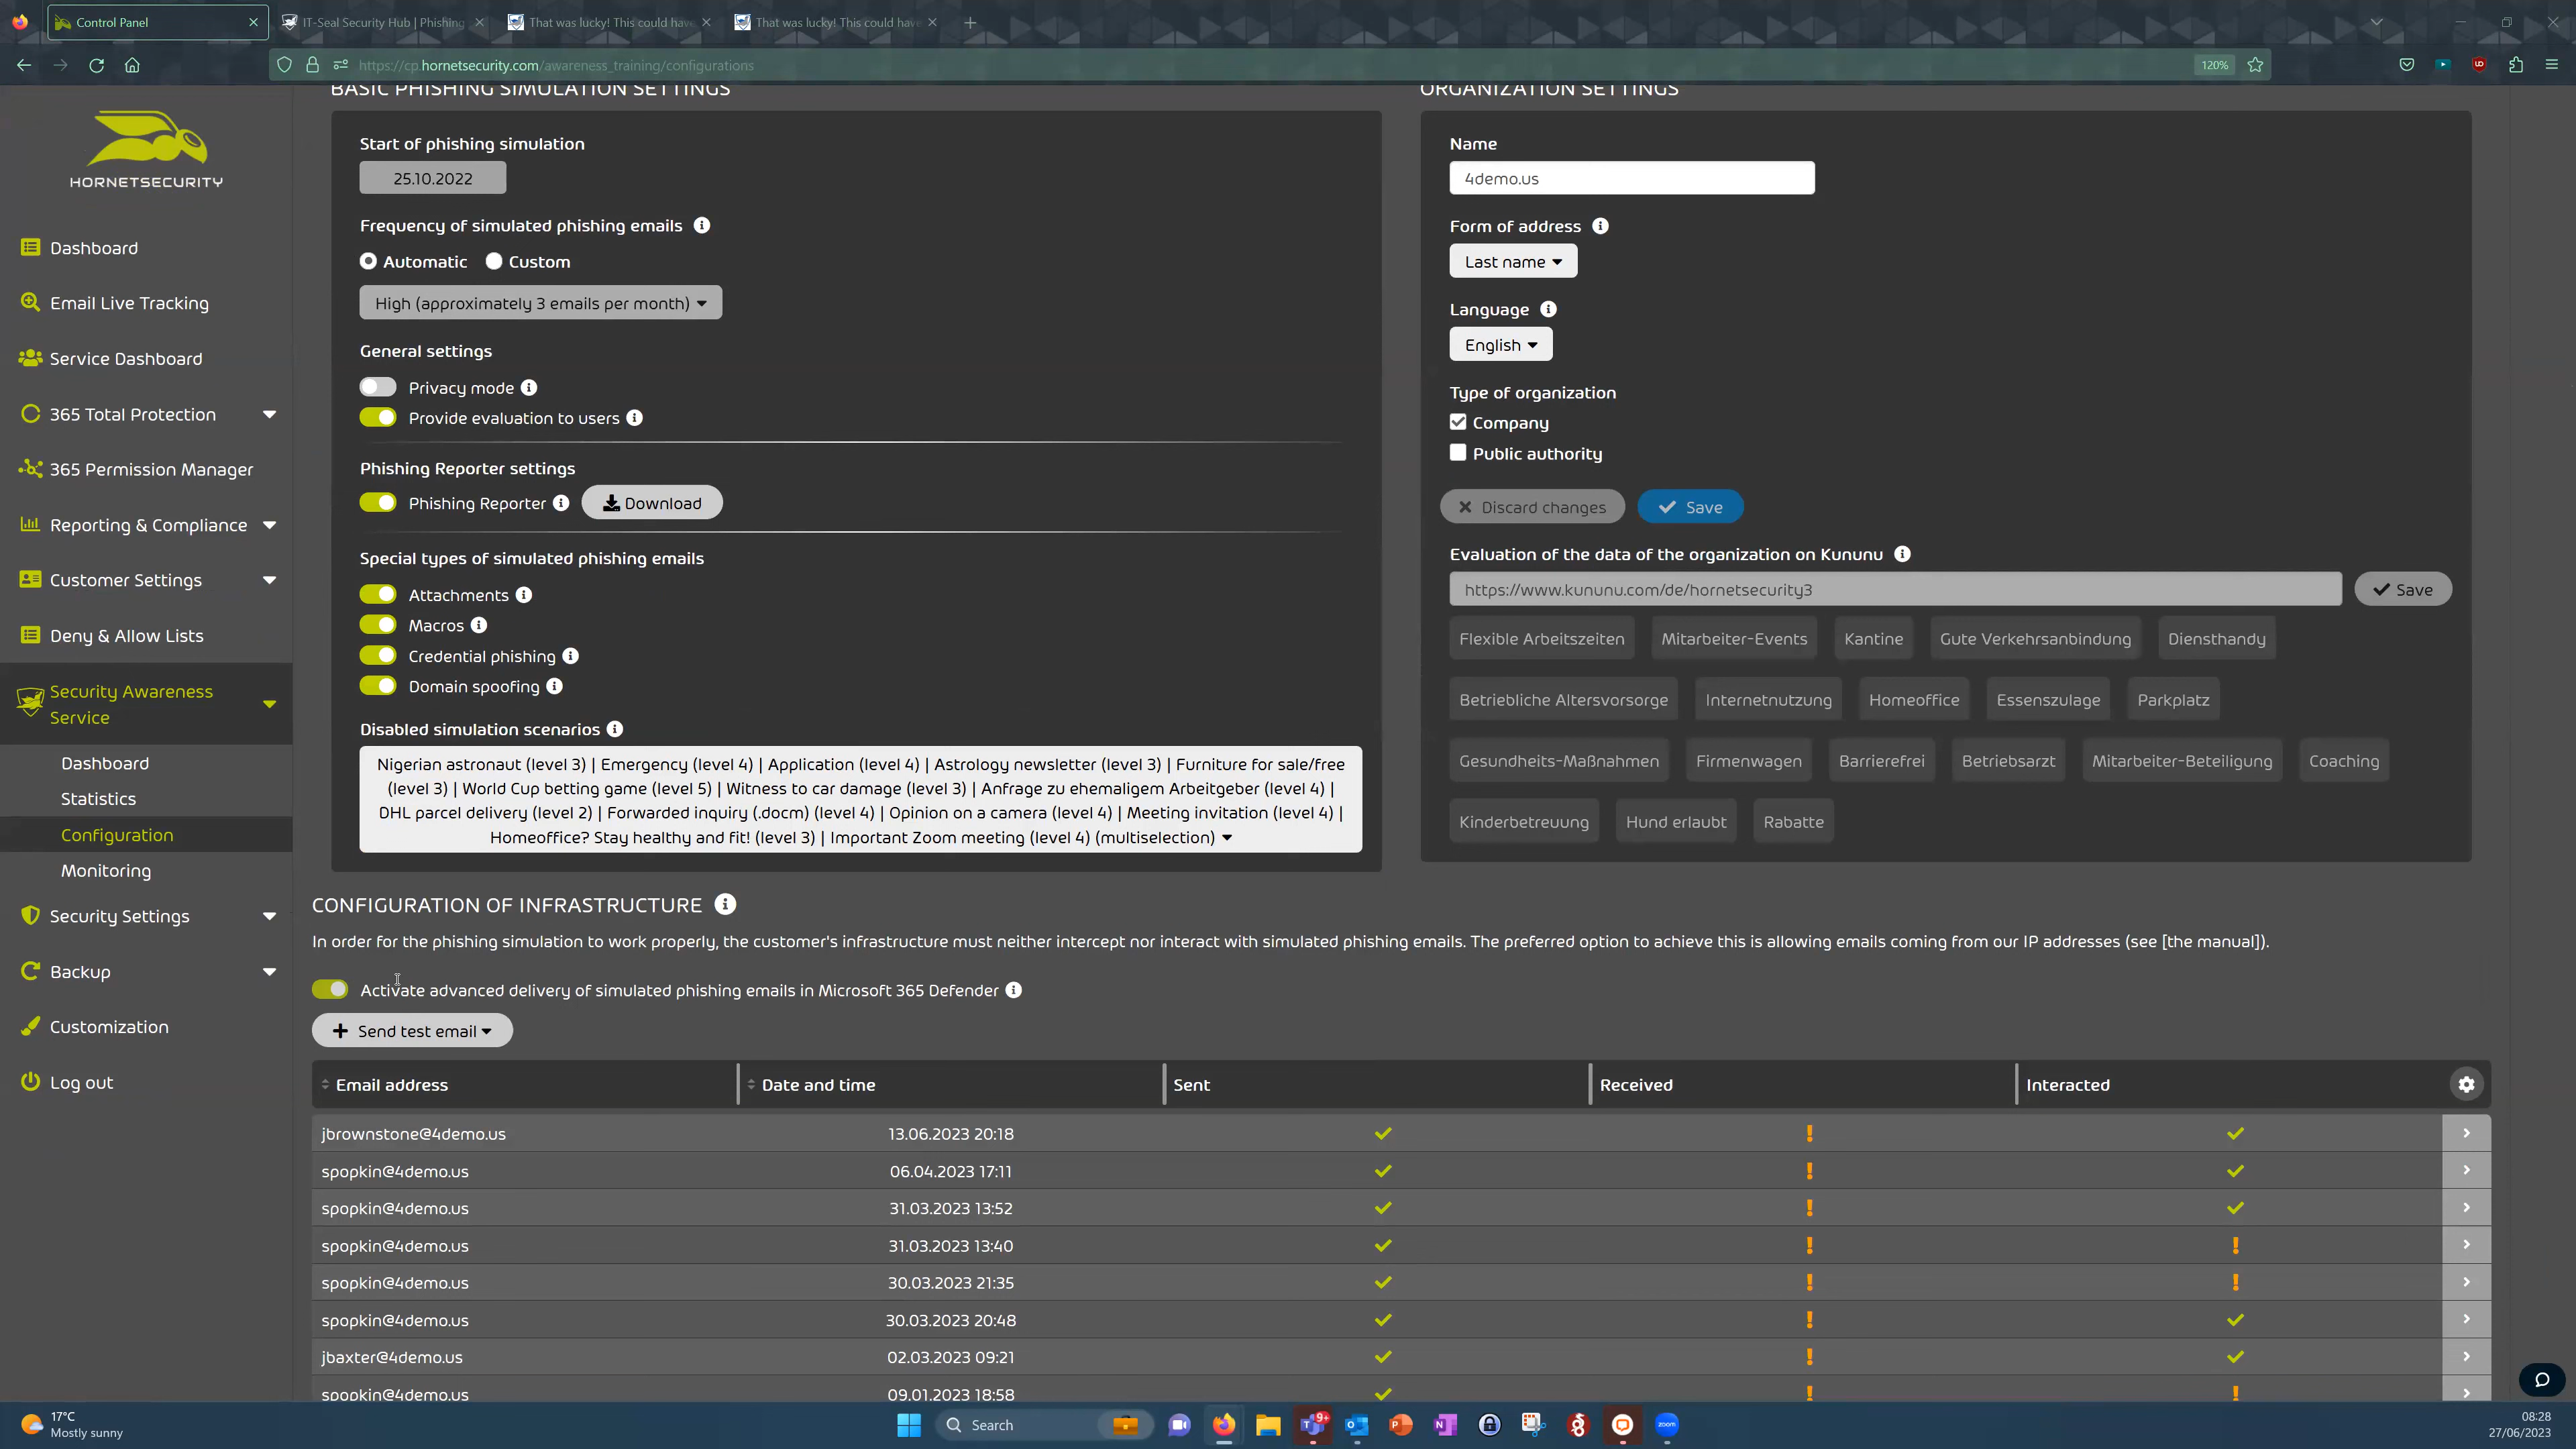 Control Panel
IT-Seal Security Hub | Phishing
That was lucky! This could have
That was lucky! This could have
https://cp.hornetsecurity.com/awareness_training/configurations
120%
HORNETSECURITY
Dashboard
Email Live Tracking
Service Dashboard
365 Total Protection
365 Permission Manager
Reporting & Compliance
Customer Settings
Deny & Allow Lists
Security Awareness
Service
Dashboard
Statistics
Configuration
Monitoring
Security Settings
Backup
Customization
Log out
BASIC PHISHING SIMULATION SETTINGS
Start of phishing simulation
25.10.2022
Frequency of simulated phishing emails
Automatic Custom
High (approximately 3 emails per month)
General settings
Privacy mode
Provide evaluation to users
Phishing Reporter settings
Phishing Reporter Download
Special types of simulated phishing emails
Attachments
Macros
Credential phishing
Domain spoofing
Disabled simulation scenarios
Nigerian astronaut (level 3) | Emergency (level 4) | Application (level 4) | Astrology newsletter (level 3) | Furniture for sale/free
(level 3) | World Cup betting game (level 5) | Witness to car damage (level 3) | Anfrage zu ehemaligem Arbeitgeber (level 4) |
DHL parcel delivery (level 2) | Forwarded inquiry (.docm) (level 4) | Opinion on a camera (level 4) | Meeting invitation (level 4) |
Homeoffice? Stay healthy and fit! (level 3) | Important Zoom meeting (level 4) (multiselection)
ORGANIZATION SETTINGS
Name
4demo.us
Form of address
Last name
Language
English
Type of organization
Company
Public authority
Discard changes Save
Evaluation of the data of the organization on Kununu
https://www.kununu.com/de/hornetsecurity3 Save
Flexible Arbeitszeiten Mitarbeiter-Events Kantine Gute Verkehrsanbindung Diensthandy
Betriebliche Altersvorsorge Internetnutzung Homeoffice Essenszulage Parkplatz
Gesundheits-Maßnahmen Firmenwagen Barrierefrei Betriebsarzt Mitarbeiter-Beteiligung Coaching
Kinderbetreuung Hund erlaubt Rabatte
CONFIGURATION OF INFRASTRUCTURE
In order for the phishing simulation to work properly, the customer's infrastructure must neither intercept nor interact with simulated phishing emails. The preferred option to achieve this is allowing emails coming from our IP addresses (see [the manual]).
Activate advanced delivery of simulated phishing emails in Microsoft 365 Defender
Send test email
Email address Date and time Sent Received Interacted
jbrownstone@4demo.us 13.06.2023 20:18
spopkin@4demo.us 06.04.2023 17:11
spopkin@4demo.us 31.03.2023 13:52
spopkin@4demo.us 31.03.2023 13:40
spopkin@4demo.us 30.03.2023 21:35
spopkin@4demo.us 30.03.2023 20:48
jbaxter@4demo.us 02.03.2023 09:21
spopkin@4demo.us 09.01.2023 18:58
17°C
Mostly sunny
Search
9+
zoom
08:28
27/06/2023